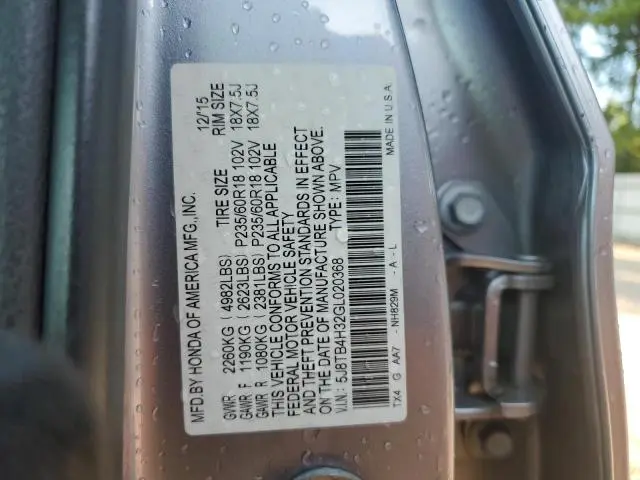 MFD.BY HONDA OF AMERICA MFG.,INC. 12/15
TIRE SIZE RIM SIZE
GVWR 2260KG (4982LBS)
GAWR F 1190KG (2623LBS) P235/60R18 102V 18X7.5J
GAWR R 1080KG (2381LBS) P235/60R18 102V 18X7.5J
THIS VEHICLE CONFORMS TO ALL APPLICABLE
FEDERAL MOTOR VEHICLE SAFETY
AND THEFT PREVENTION STANDARDS IN EFFECT
ON THE DATE OF MANUFACTURE SHOWN ABOVE.
V.I.N.: 5J8TB4H32GL020368 TYPE: MPV
TX4 G AA7 - NH829M - A - L MADE IN U.S.A.